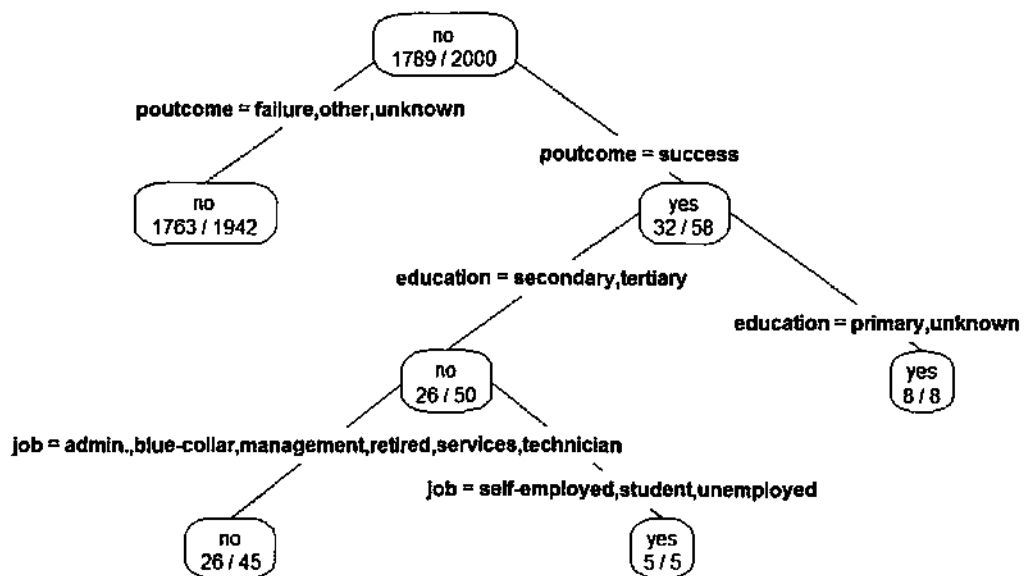 no
1789 / 2000
poutcome = failure,other,unknown
poutcome = success
no
1763 / 1942
yes
32 / 58
education = secondary,tertiary
education = primary,unknown
no
26 / 50
yes
8 / 8
job = admin.,blue-collar,management,retired,services,technician
job = self-employed,student,unemployed
no
26 / 45
yes
5 / 5